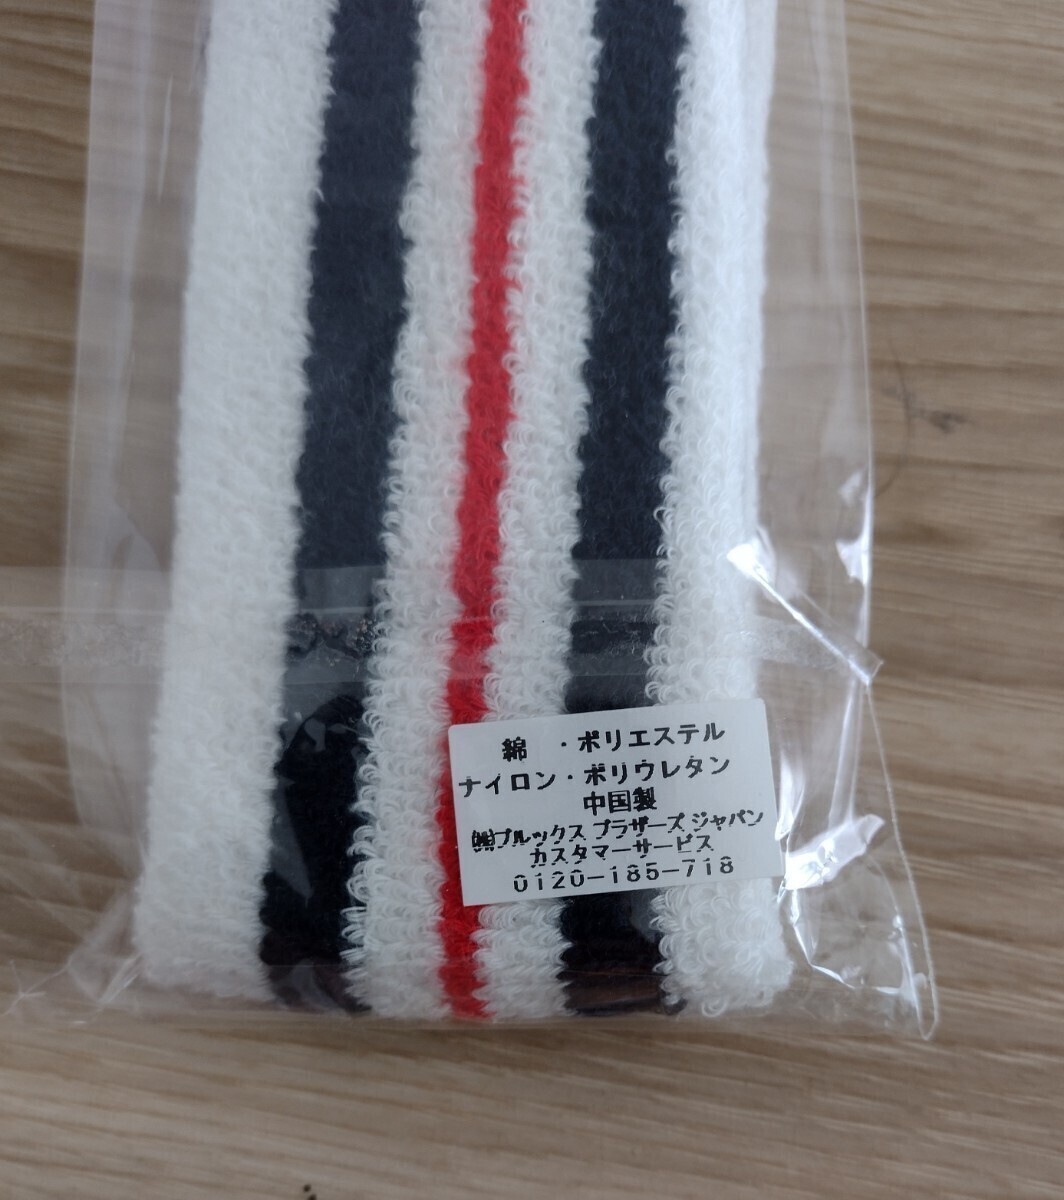 綿　・ポリエステル
ナイロン・ポリウレタン
中国製
㈱ブルックス ブラザーズ ジャパン
カスタマーサービス
0120-185-718